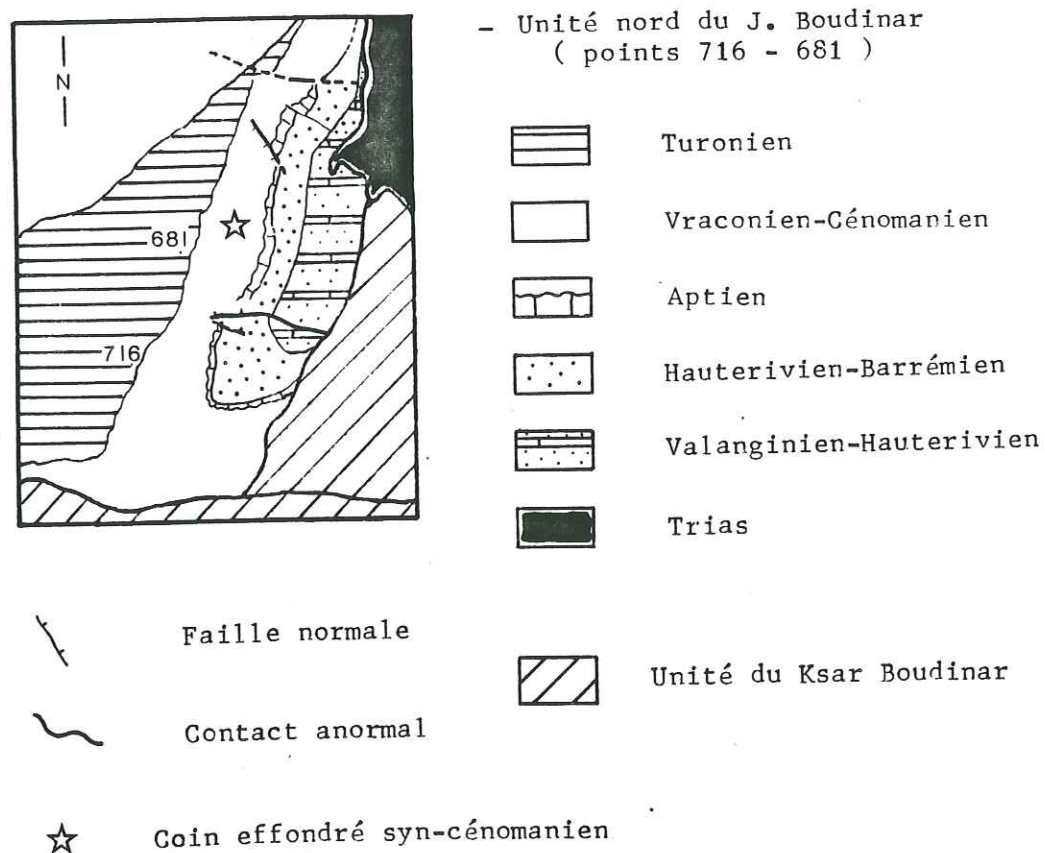 N
681
716
– Unité nord du J. Boudinar
( points 716 - 681 )
Turonien
Vraconien-Cénomanien
Aptien
Hauterivien-Barrémien
Valanginien-Hauterivien
Trias
Faille normale
Unité du Ksar Boudinar
Contact anormal
Coin effondré syn-cénomanien